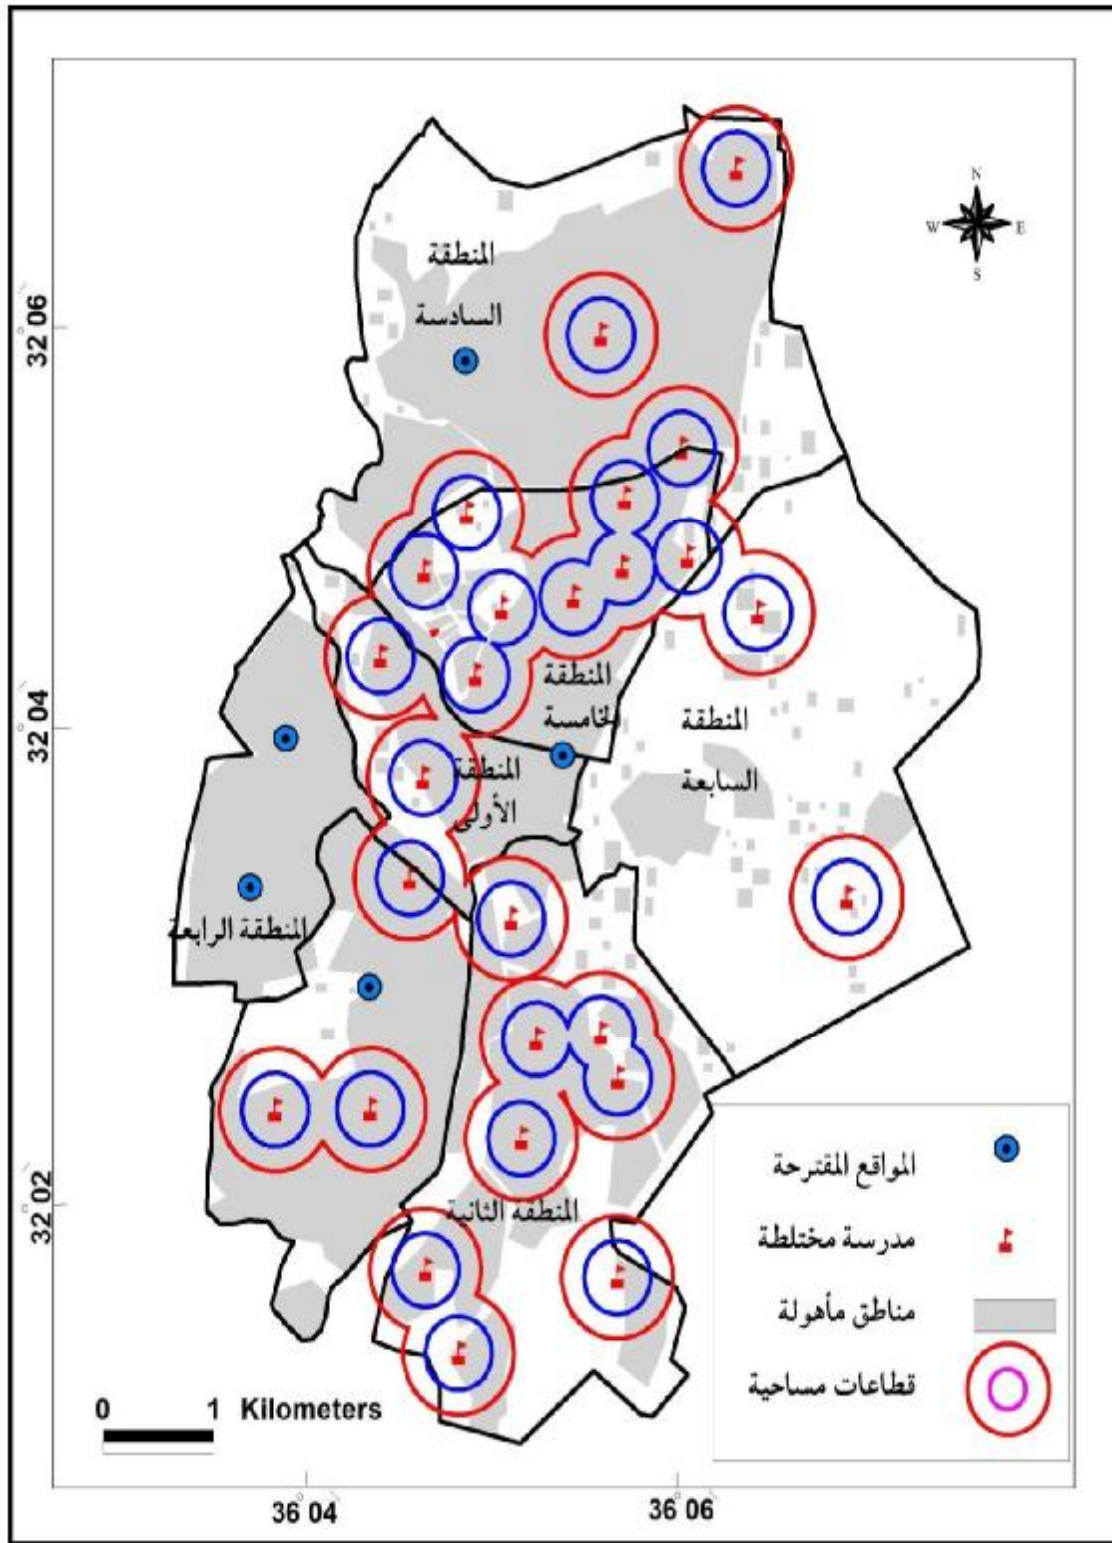 N
W E
S
المنطقة
السادسة
32 06
المنطقة
الخامسة
32 04
المنطقة
السابعة
المنطقة
الأولى
المنطقة الرابعة
32 02
المنطقة الثانية
المواقع المقترحة
مدرسة مختلطة
مناطق مأهولة
قطاعات مساحية
0 1 Kilometers
36 04
36 06